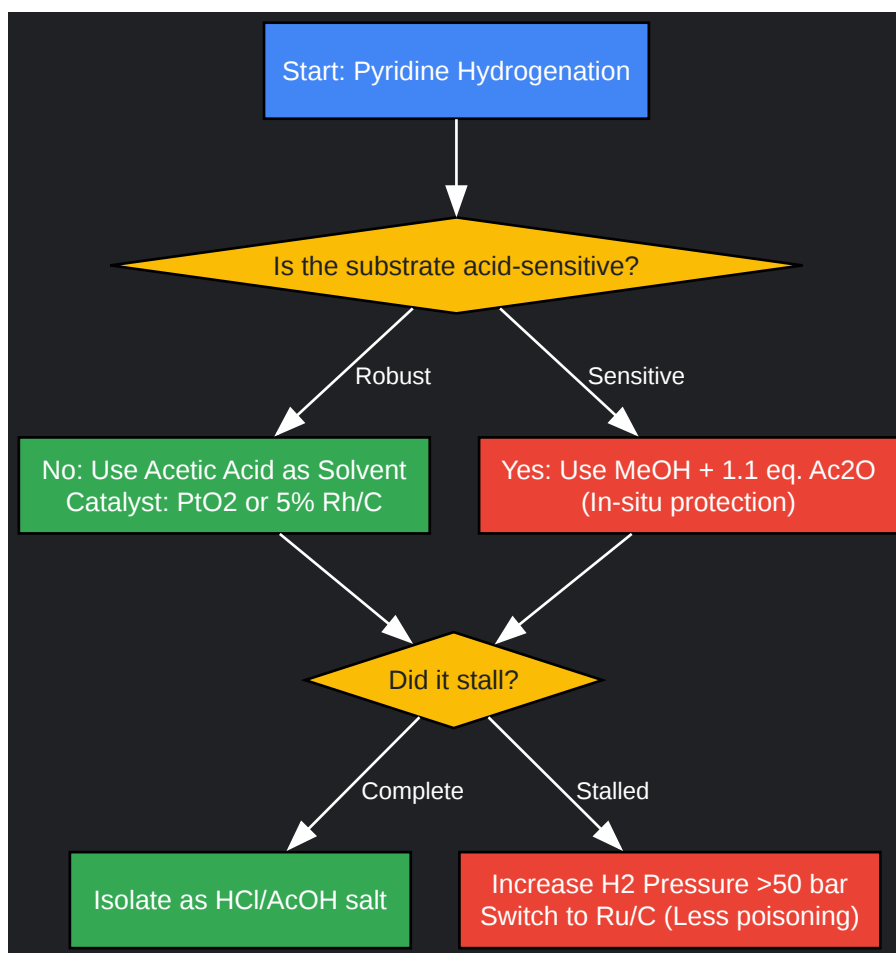 Start: Pyridine Hydrogenation
Is the substrate acid-sensitive?
Robust
Sensitive
No: Use Acetic Acid as Solvent
Catalyst: PtO2 or 5% Rh/C
Yes: Use MeOH + 1.1 eq. Ac2O
(In-situ protection)
Did it stall?
Complete
Stalled
Isolate as HCl/AcOH salt
Increase H2 Pressure >50 bar
Switch to Ru/C (Less poisoning)